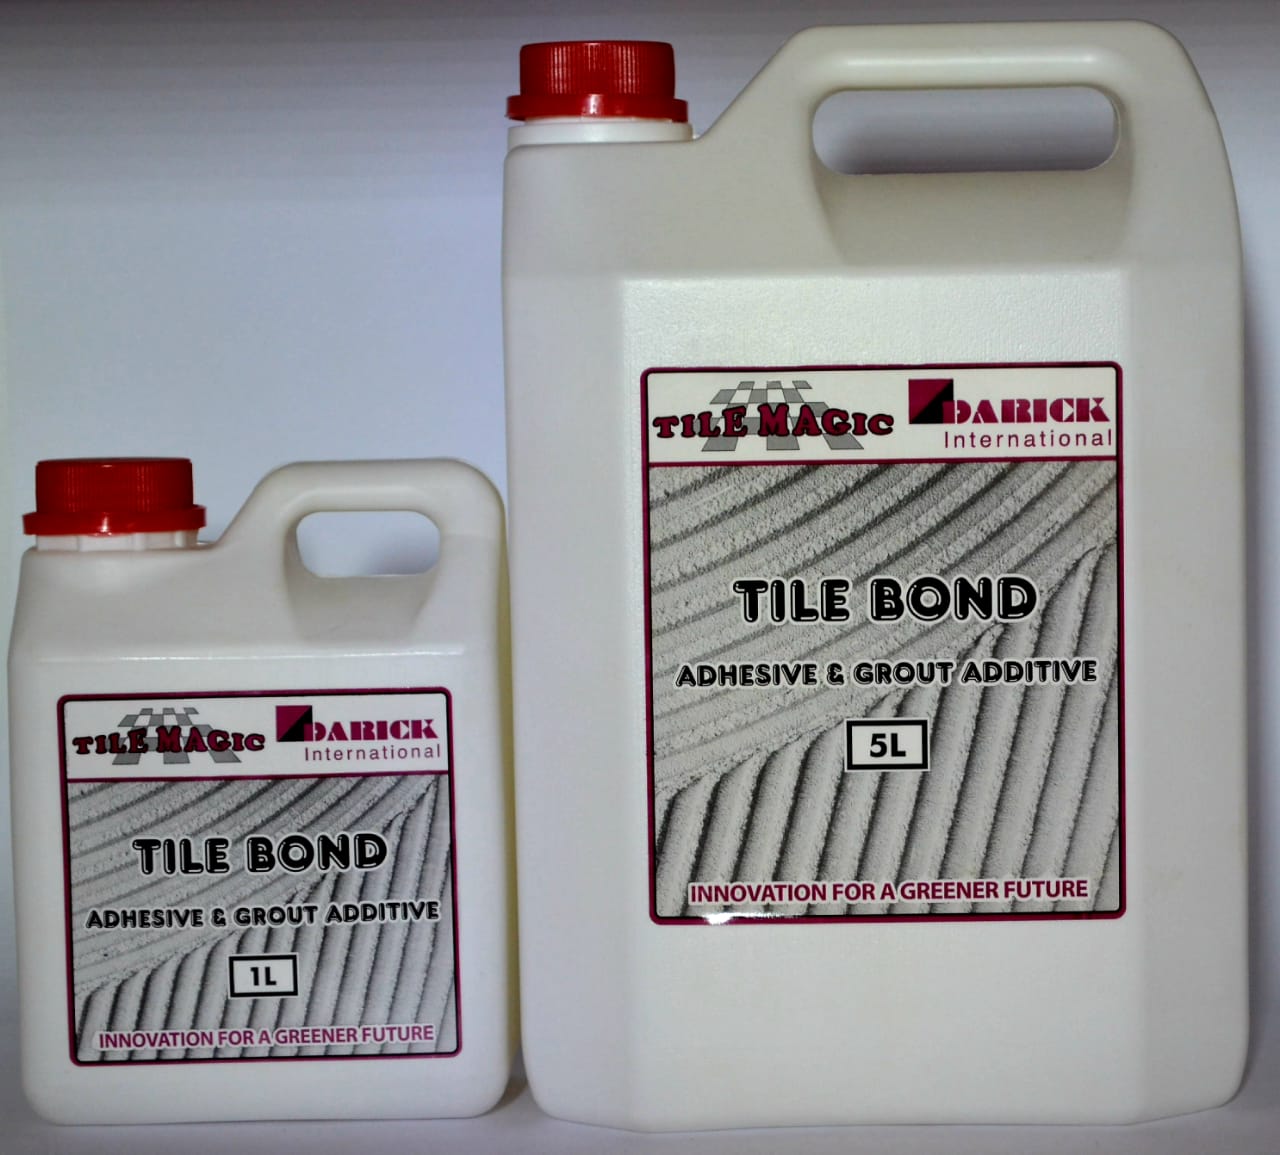 TILE MAGIC
DARICK
International
TILE BOND
ADHESIVE & GROUT ADDITIVE
1L
INNOVATION FOR A GREENER FUTURE
TILE MAGIC
DARICK
International
TILE BOND
ADHESIVE & GROUT ADDITIVE
5L
INNOVATION FOR A GREENER FUTURE